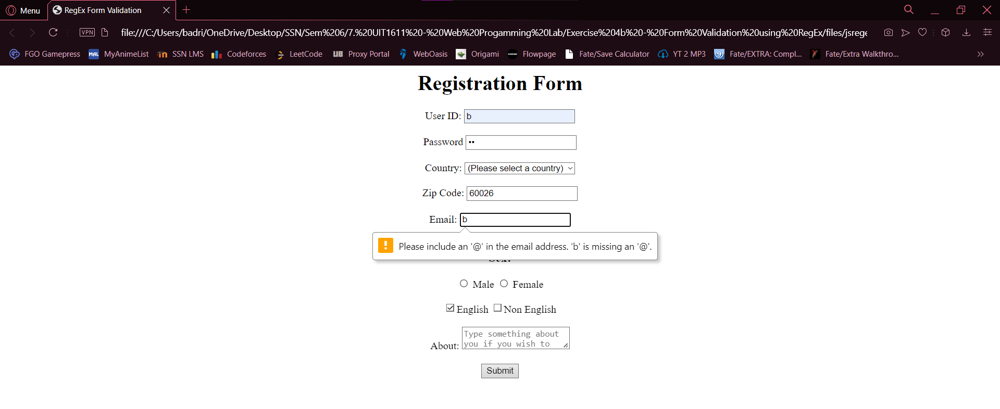 Menu RegEx Form Validation
VPN file:///C:/Users/badri/OneDrive/Desktop/SSN/Sem%206/7.%20UIT1611%20-%20Web%20Progamming%20Lab/Exercise%204b%20-%20Form%20Validation%20using%20RegEx/files/jsrege
FGO Gamepress MAL MyAnimeList SSN LMS Codeforces LeetCode UB Proxy Portal WebOasis Origami Flowpage Fate/Save Calculator YT 2 MP3 Fate/EXTRA: Compl... Fate/Extra Walkthro...
Registration Form
User ID: b
Password ••
Country: (Please select a country)
Zip Code: 60026
Email: b
! Please include an '@' in the email address. 'b' is missing an '@'.
Sex:
Male Female
English Non English
About: Type something about
you if you wish to
Submit